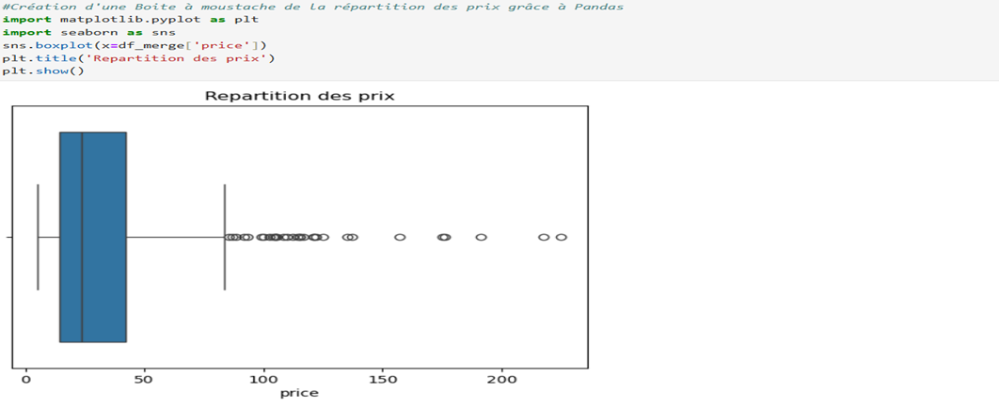 #Création d'une Boite à moustache de la répartition des prix grâce à Pandas
import matplotlib.pyplot as plt
import seaborn as sns
sns.boxplot(x=df_merge['price'])
plt.title('Repartition des prix')
plt.show()
Repartition des prix
0 50 100 150 200
price